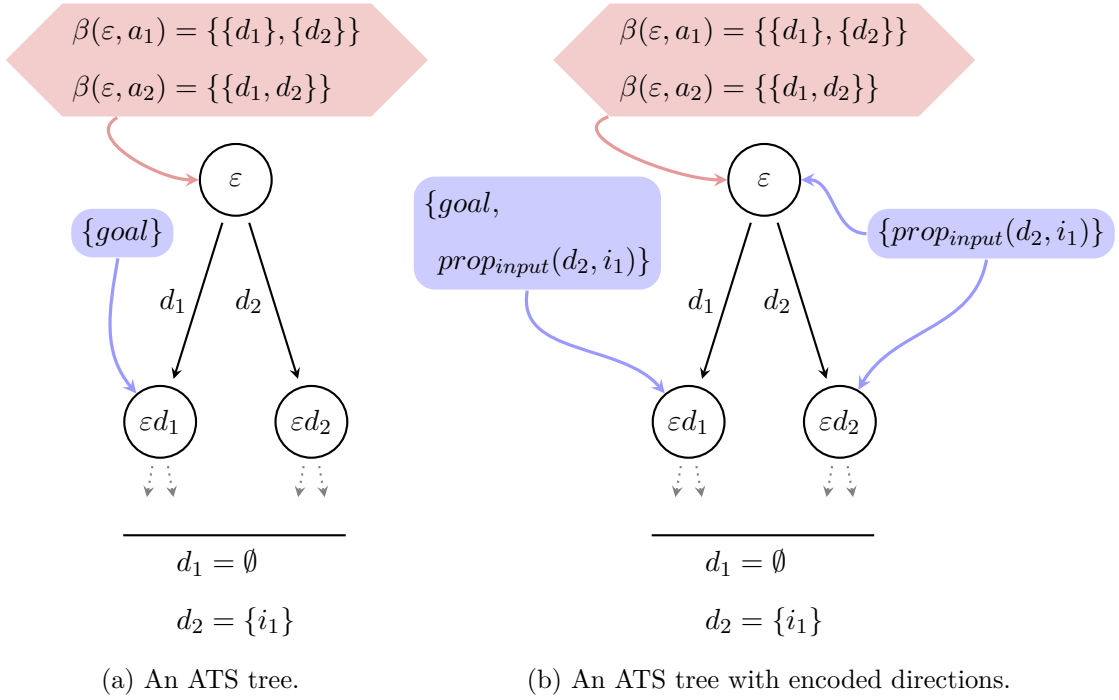 β(ε, a₁) = {{d₁}, {d₂}}
β(ε, a₂) = {{d₁, d₂}}
ε
{goal}
d₁
d₂
εd₁
εd₂
d₁ = ∅
d₂ = {i₁}
(a) An ATS tree.
β(ε, a₁) = {{d₁}, {d₂}}
β(ε, a₂) = {{d₁, d₂}}
ε
{goal,
prop_input(d₂, i₁)}
{prop_input(d₂, i₁)}
d₁
d₂
εd₁
εd₂
d₁ = ∅
d₂ = {i₁}
(b) An ATS tree with encoded directions.